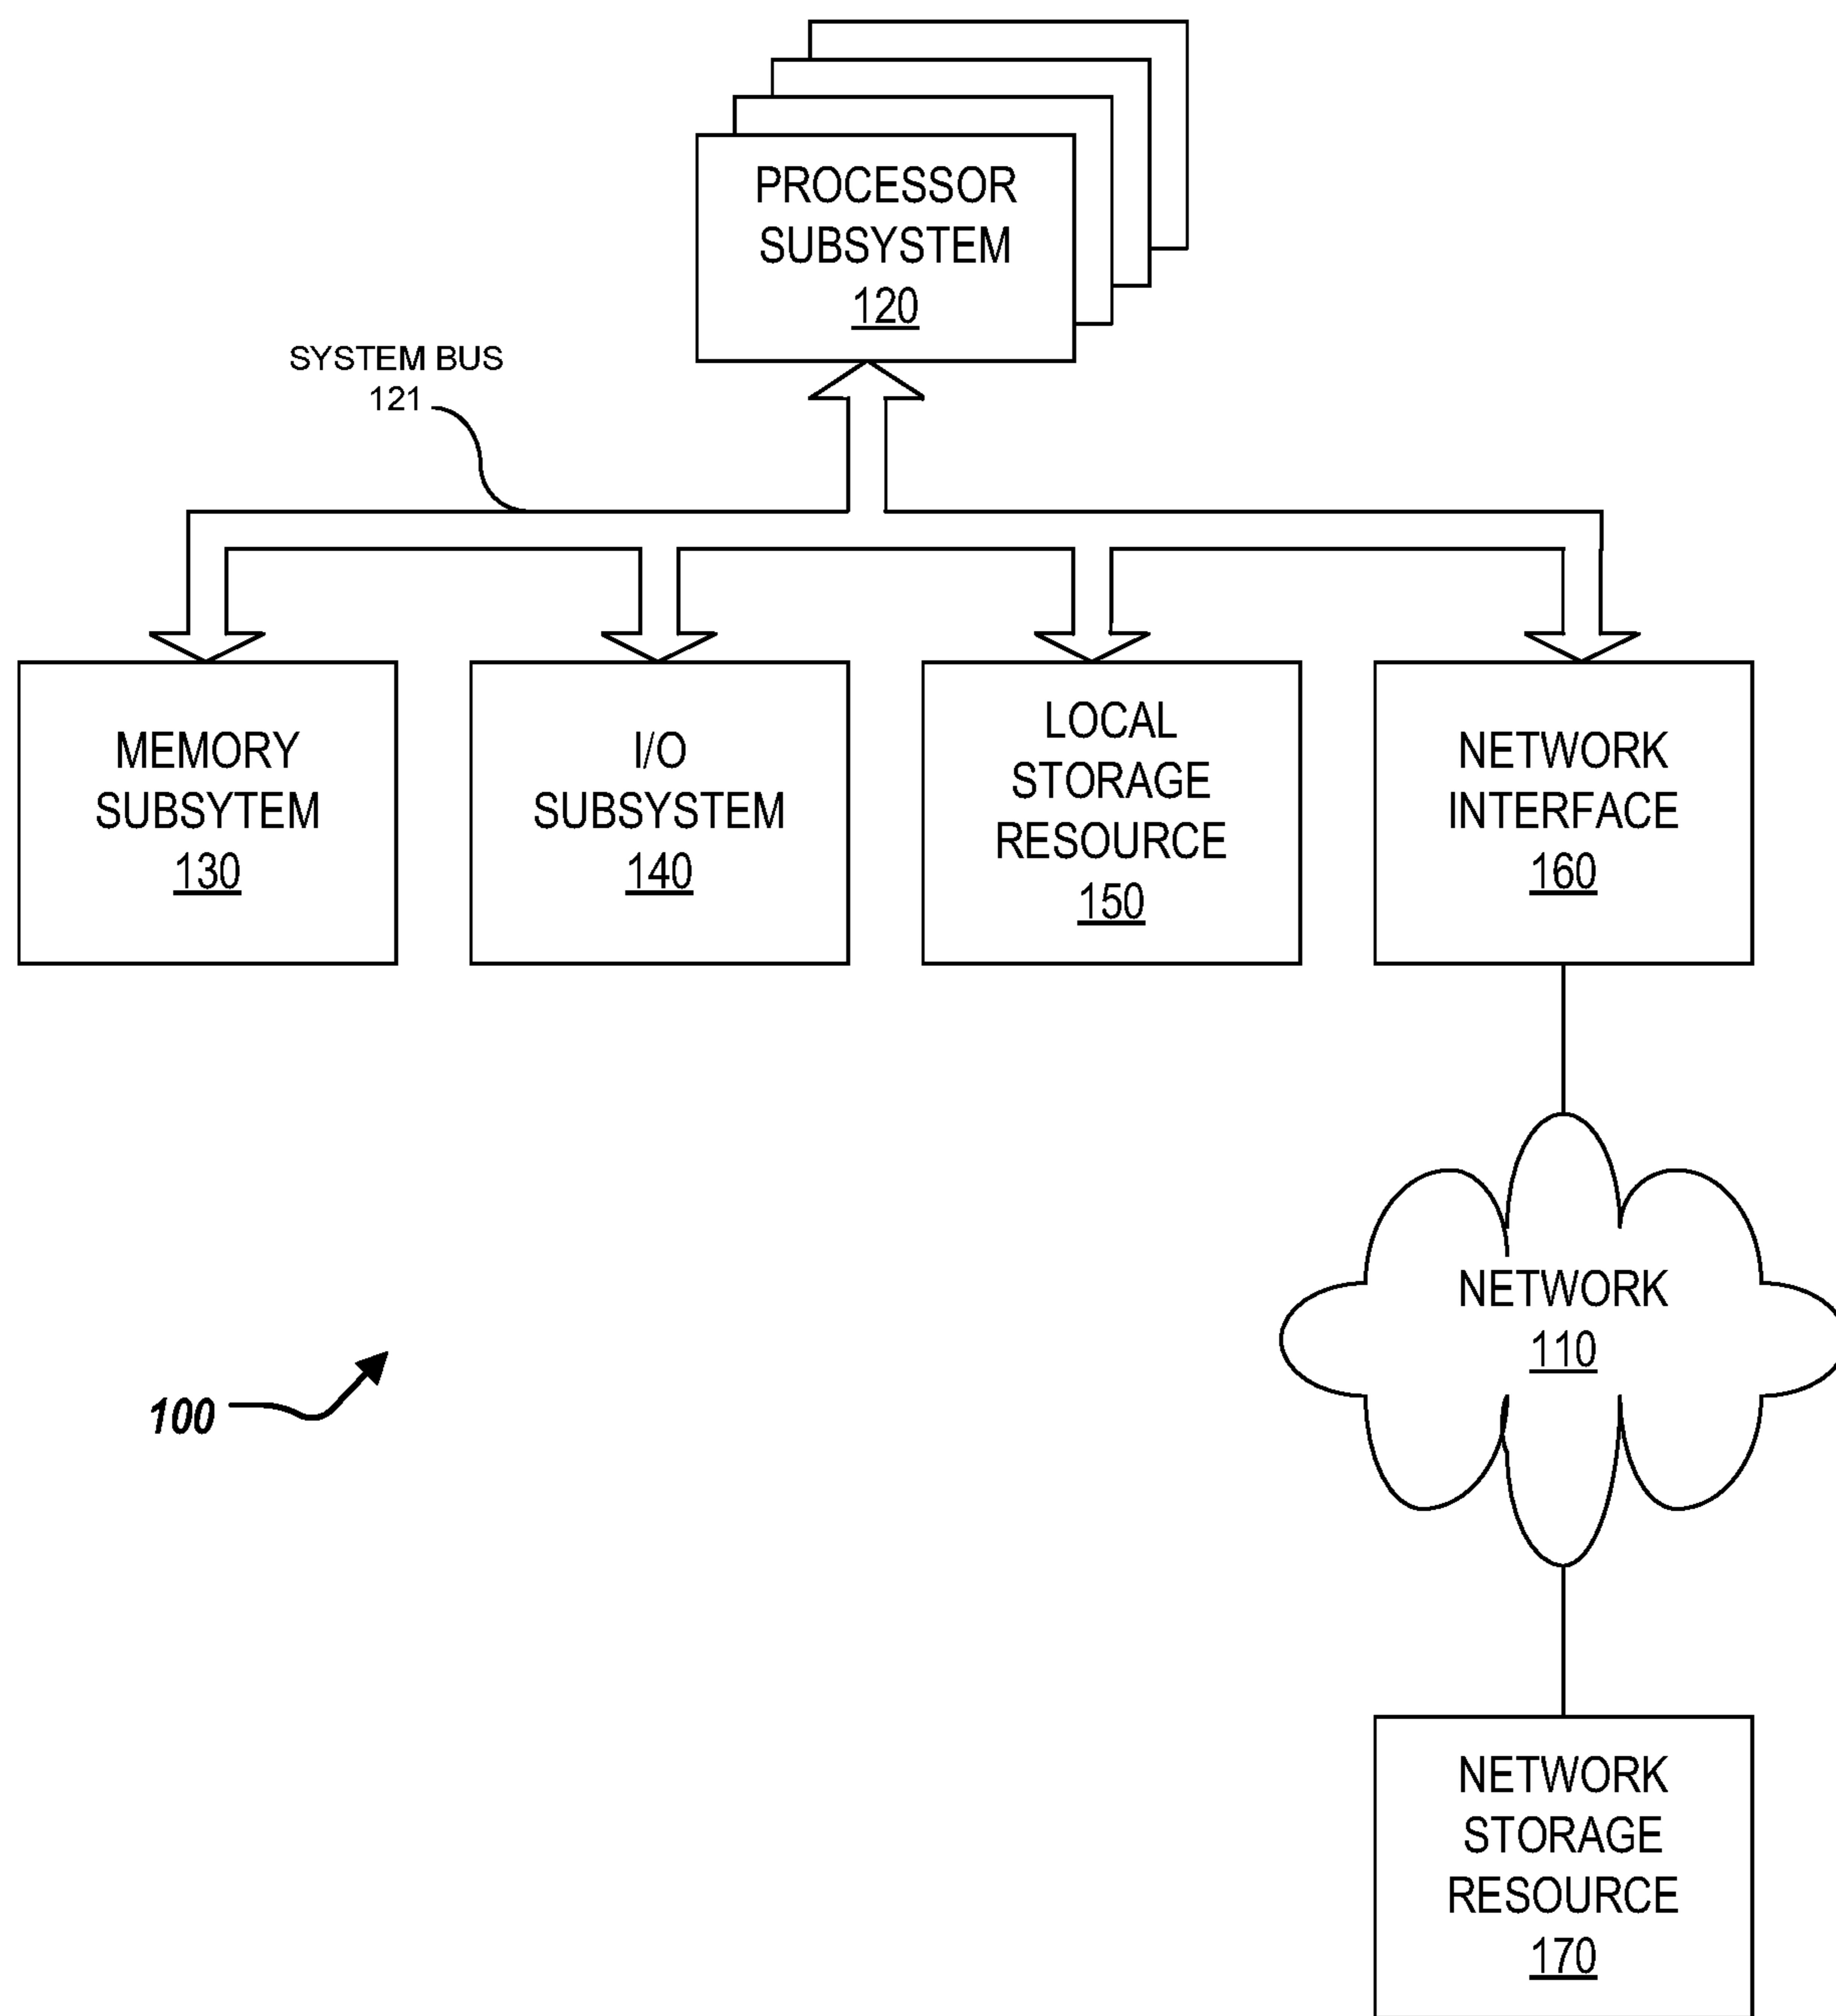 PROCESSOR
SUBSYSTEM
120
SYSTEM BUS
121
MEMORY
SUBSYTEM
130
I/O
SUBSYSTEM
140
LOCAL
STORAGE
RESOURCE
150
NETWORK
INTERFACE
160
NETWORK
110
100
NETWORK
STORAGE
RESOURCE
170